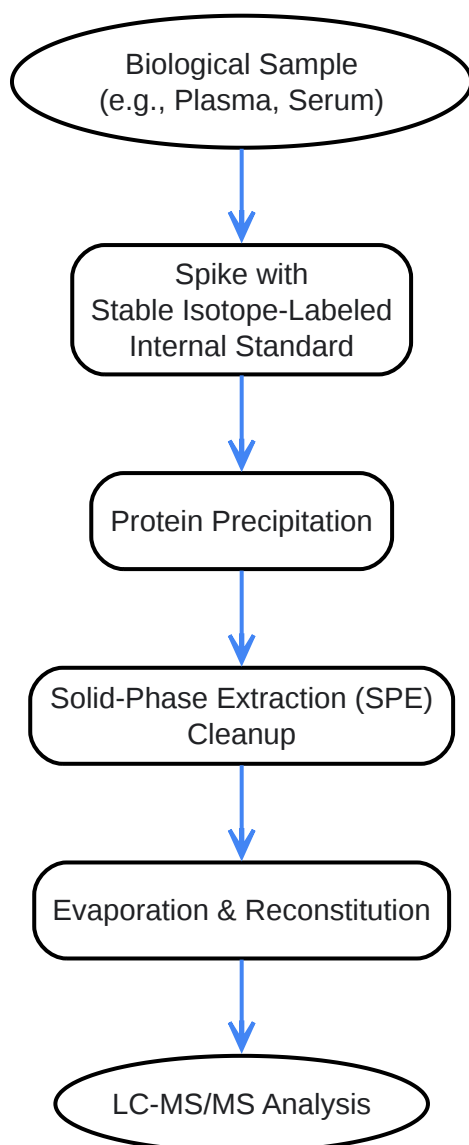 Biological Sample
(e.g., Plasma, Serum)
Spike with
Stable Isotope-Labeled
Internal Standard
Protein Precipitation
Solid-Phase Extraction (SPE)
Cleanup
Evaporation & Reconstitution
LC-MS/MS Analysis